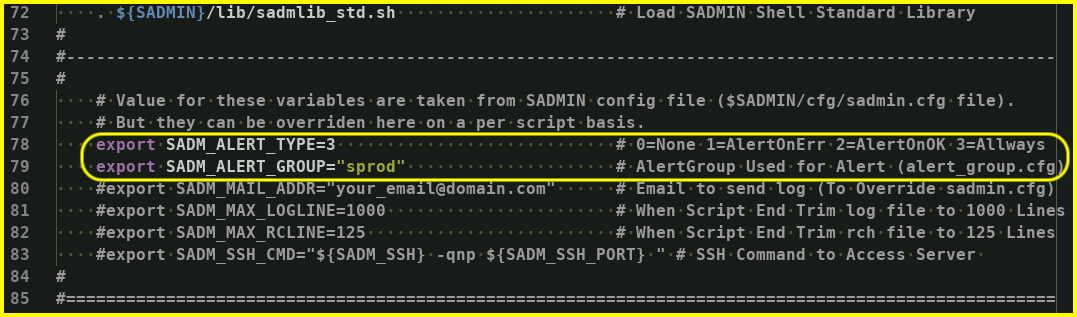 72 . ${SADMIN}/lib/sadmlib_std.sh # Load SADMIN Shell Standard Library
73 #
74 #---------------------------------------------------------------------------------------------------
75 #
76 # Value for these variables are taken from SADMIN config file ($SADMIN/cfg/sadmin.cfg file).
77 # But they can be overriden here on a per script basis.
78 export SADM_ALERT_TYPE=3 # 0=None 1=AlertOnErr 2=AlertOnOK 3=Allways
79 export SADM_ALERT_GROUP="sprod" # AlertGroup Used for Alert (alert_group.cfg)
80 #export SADM_MAIL_ADDR="your_email@domain.com" # Email to send log (To Override sadmin.cfg)
81 #export SADM_MAX_LOGLINE=1000 # When Script End Trim log file to 1000 Lines
82 #export SADM_MAX_RCLINE=125 # When Script End Trim rch file to 125 Lines
83 #export SADM_SSH_CMD="${SADM_SSH} -qnp ${SADM_SSH_PORT} " # SSH Command to Access Server
84 #
85 #===================================================================================================